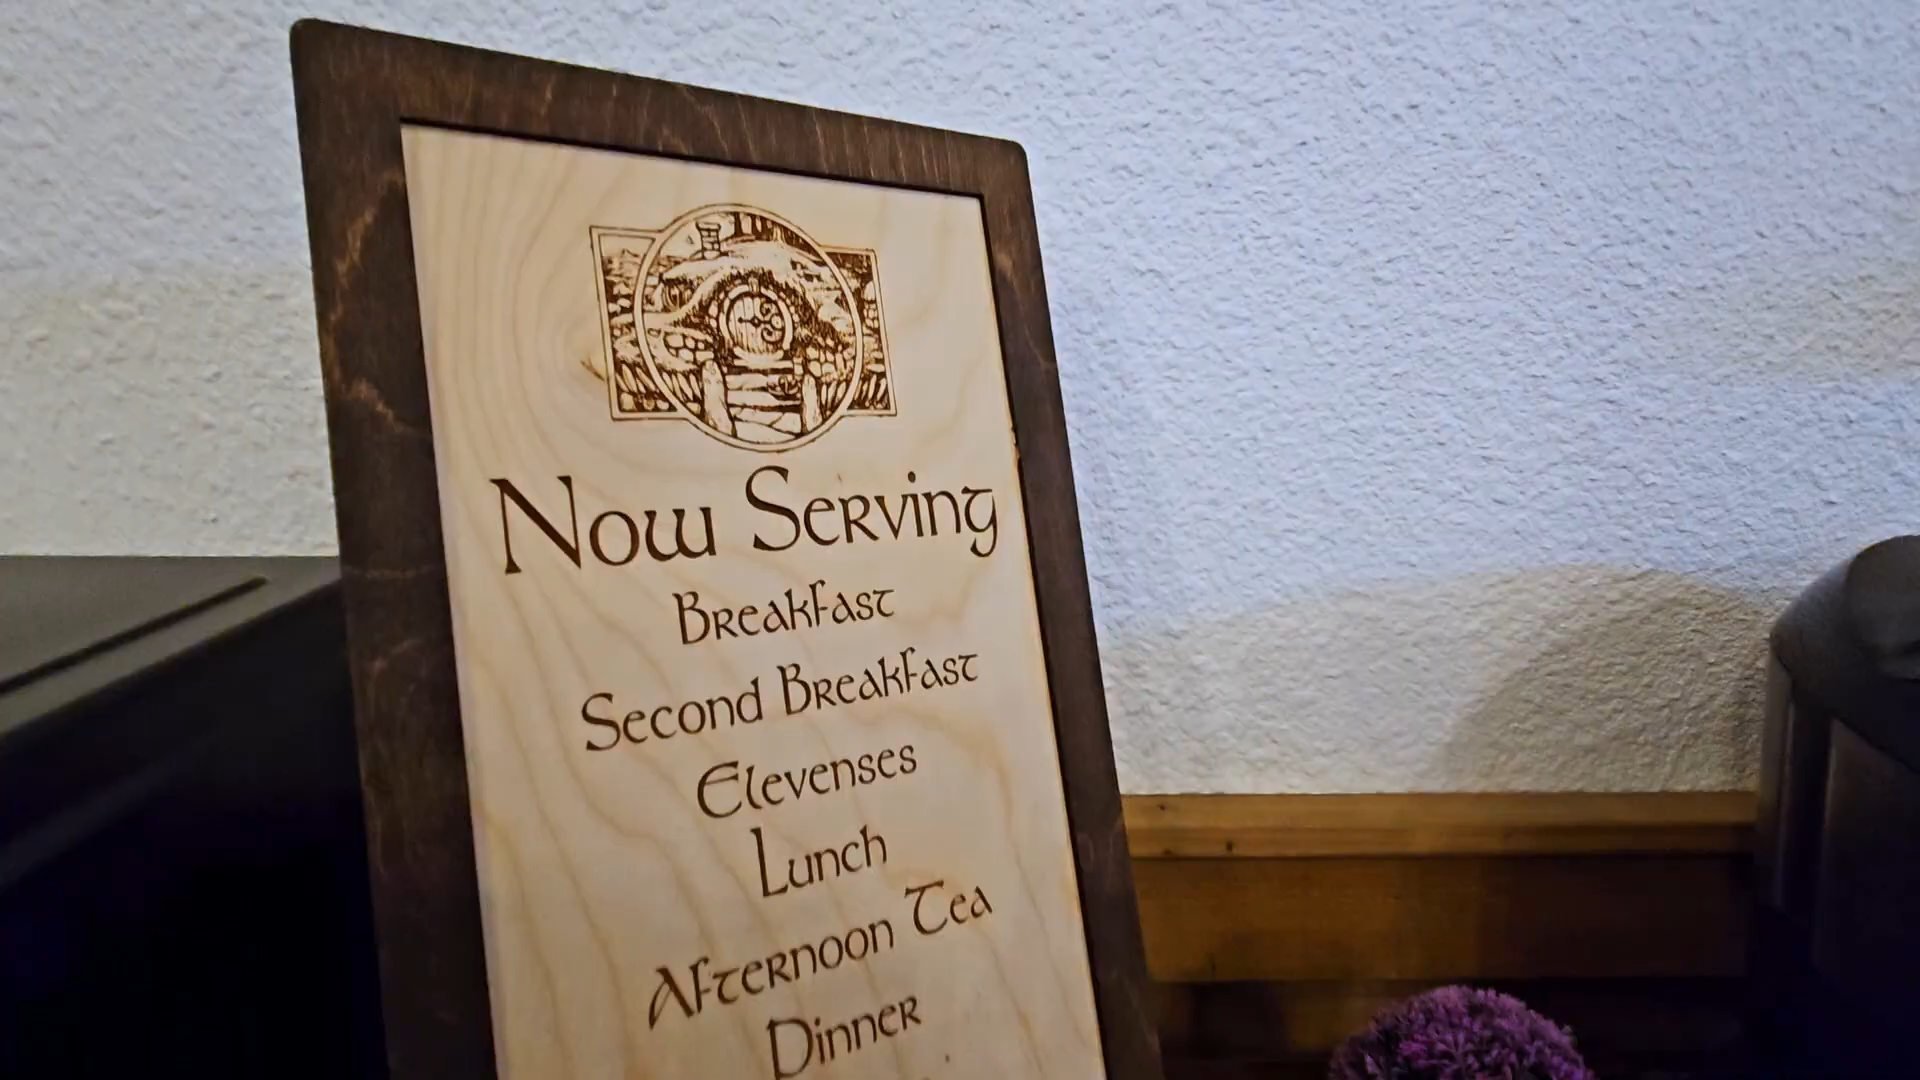 Now Serving
Breakfast
Second Breakfast
Elevenses
Lunch
Afternoon Tea
Dinner